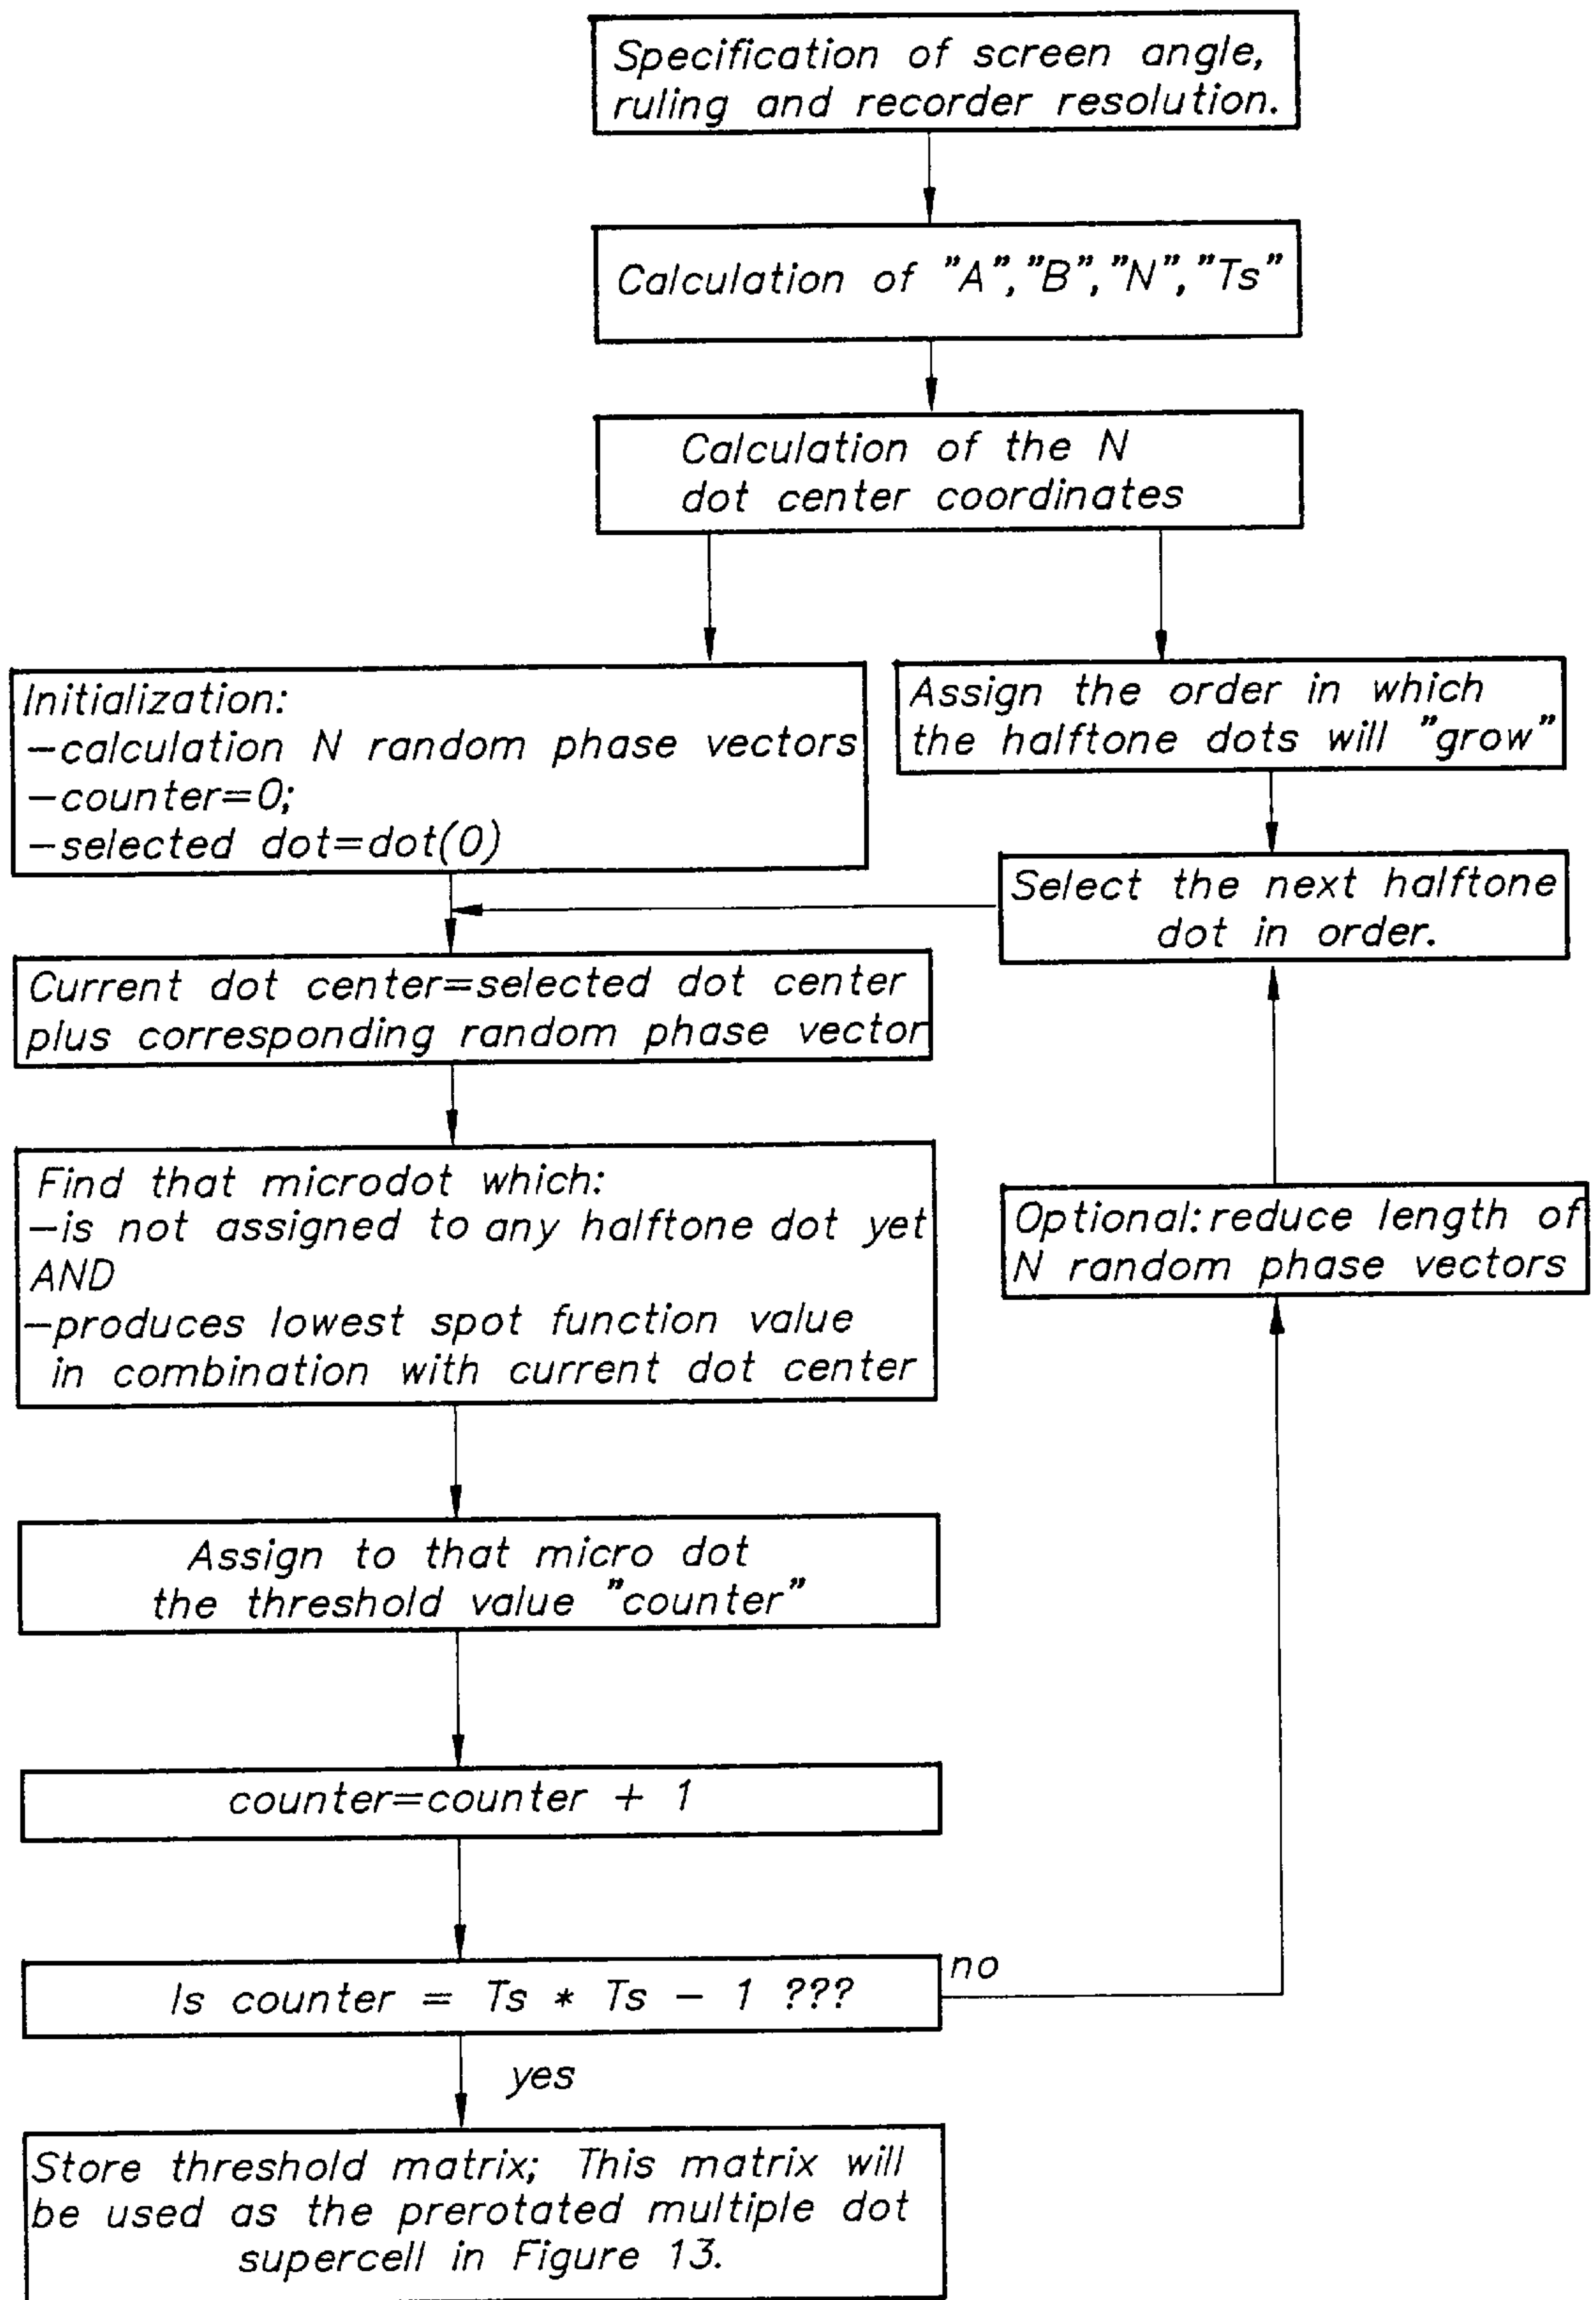 Specification of screen angle,
ruling and recorder resolution.
Calculation of "A","B","N","Ts"
Calculation of the N
dot center coordinates
Initialization:
-calculation N random phase vectors
-counter=0;
-selected dot=dot(0)
Assign the order in which
the halftone dots will "grow"
Select the next halftone
dot in order.
Current dot center=selected dot center
plus corresponding random phase vector
Find that microdot which:
-is not assigned to any halftone dot yet
AND
-produces lowest spot function value
in combination with current dot center
Optional: reduce length of
N random phase vectors
Assign to that micro dot
the threshold value "counter"
counter=counter + 1
Is counter = Ts * Ts - 1 ???
no
yes
Store threshold matrix; This matrix will
be used as the prerotated multiple dot
supercell in Figure 13.